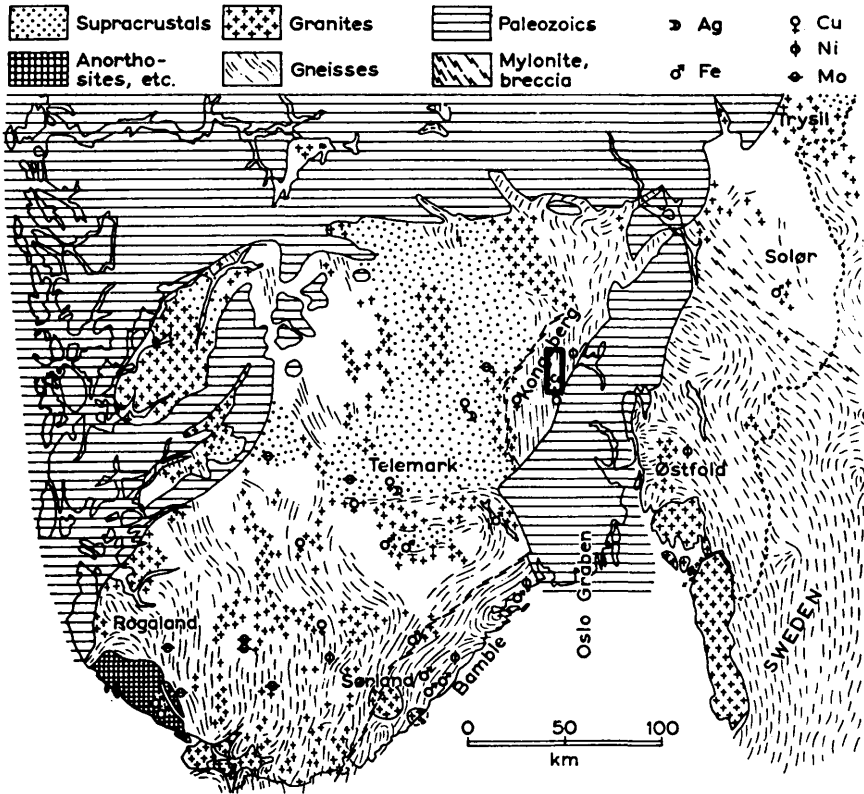 Supracrustals
Granites
Paleozoics
Ag
Cu
Ni
Anortho-
sites, etc.
Gneisses
Mylonite,
breccia
Fe
Mo
Trysil
Solør
Kongsberg
Telemark
Østfold
Oslo Graben
Rogaland
SWEDEN
Sørland
Bamble
0 50 100
km